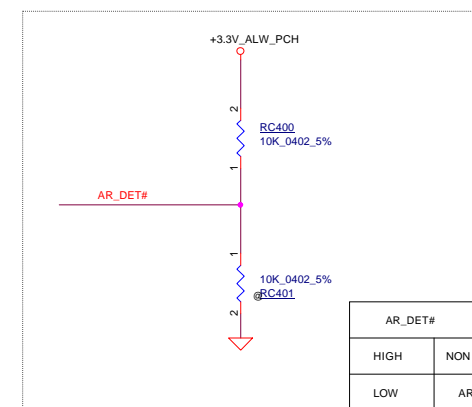 +3.3V_ALW_PCH
2
RC400
10K_0402_5%
1
AR_DET#
1
10K_0402_5%
@RC401
2
AR_DET#
HIGH NON
LOW AR